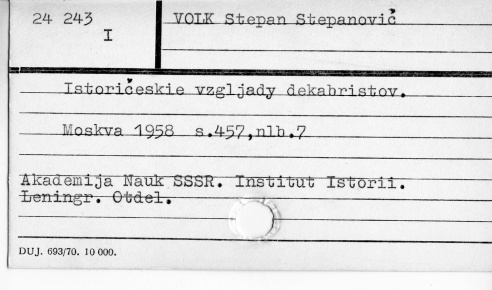 24 243
I
VOLK Stepan Stepanovič
Istoričeskie vzgljady dekabristov.
Moskva 1958 s.457,nlb.7
Akademija Nauk SSSR. Institut Istorii.
Leningr. Otdel.
DUJ. 693/70. 10 000.